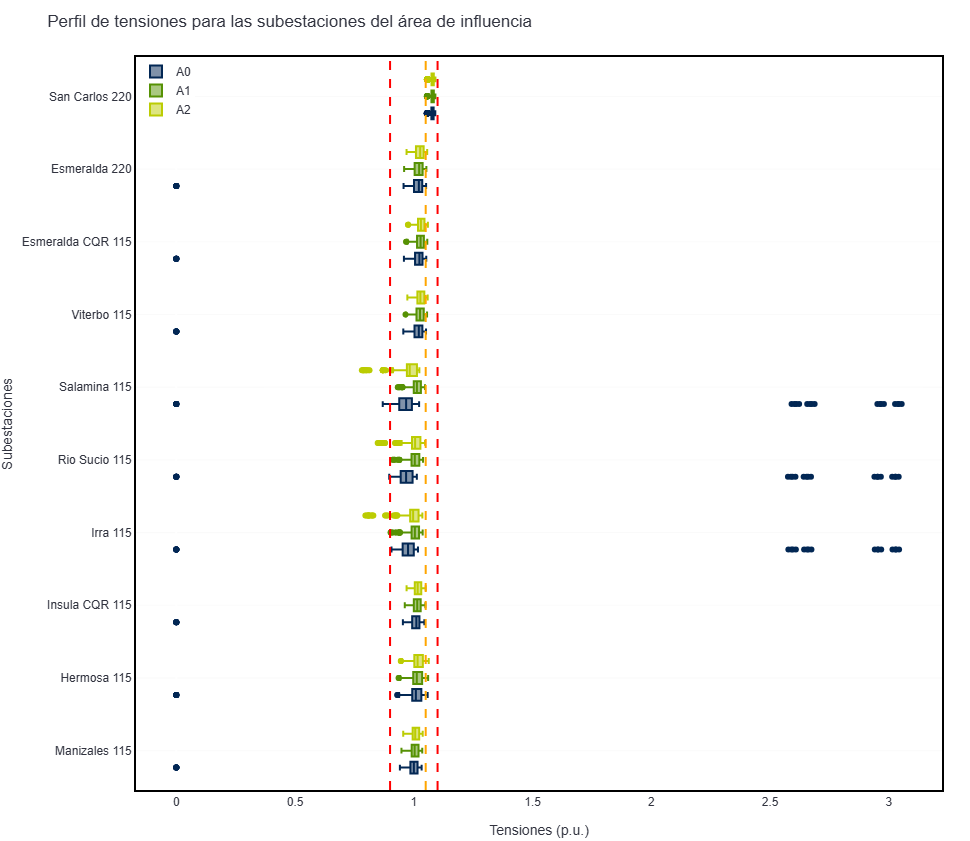 Perfil de tensiones para las subestaciones del área de influencia
A0
A1
A2
San Carlos 220
Esmeralda 220
Esmeralda CQR 115
Viterbo 115
Salamina 115
Rio Sucio 115
Irra 115
Insula CQR 115
Hermosa 115
Manizales 115
Subestaciones
0 0.5 1 1.5 2 2.5 3
Tensiones (p.u.)